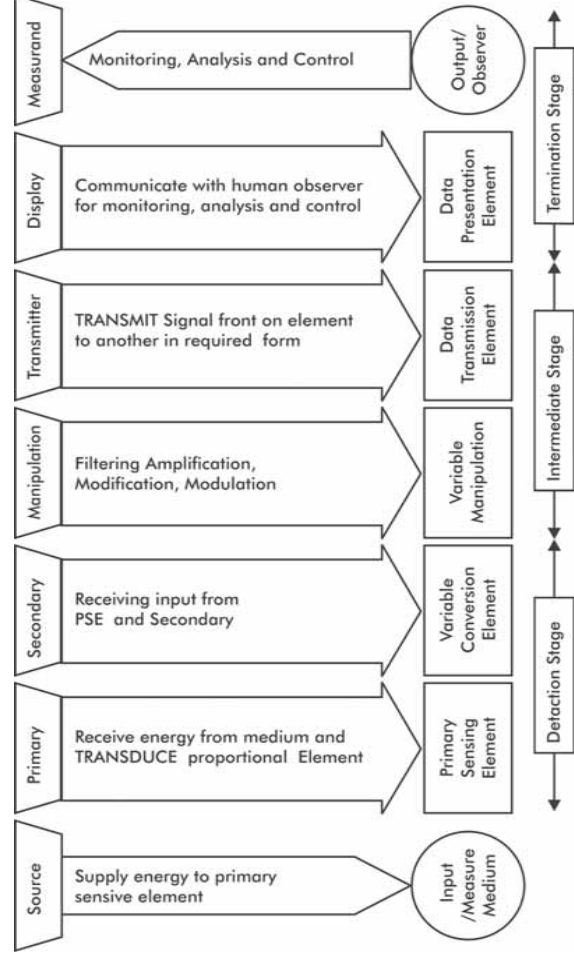 Measurand
Monitoring, Analysis and Control
Output/
Observer
Display
Communicate with human observer
for monitoring, analysis and control
Data
Presentation
Element
Termination Stage
Transmitter
TRANSMIT Signal front on element
to another in required form
Data
Transmission
Element
Manipulation
Filtering Amplification,
Modification, Modulation
Variable
Manipulation
Intermediate Stage
Secondary
Receiving input from
PSE and Secondary
Variable
Conversion
Element
Primary
Receive energy from medium and
TRANSDUCE proportional Element
Primary
Sensing
Element
Detaction Stage
Source
Supply energy to primary
sensive element
Input
/Measure
Medium